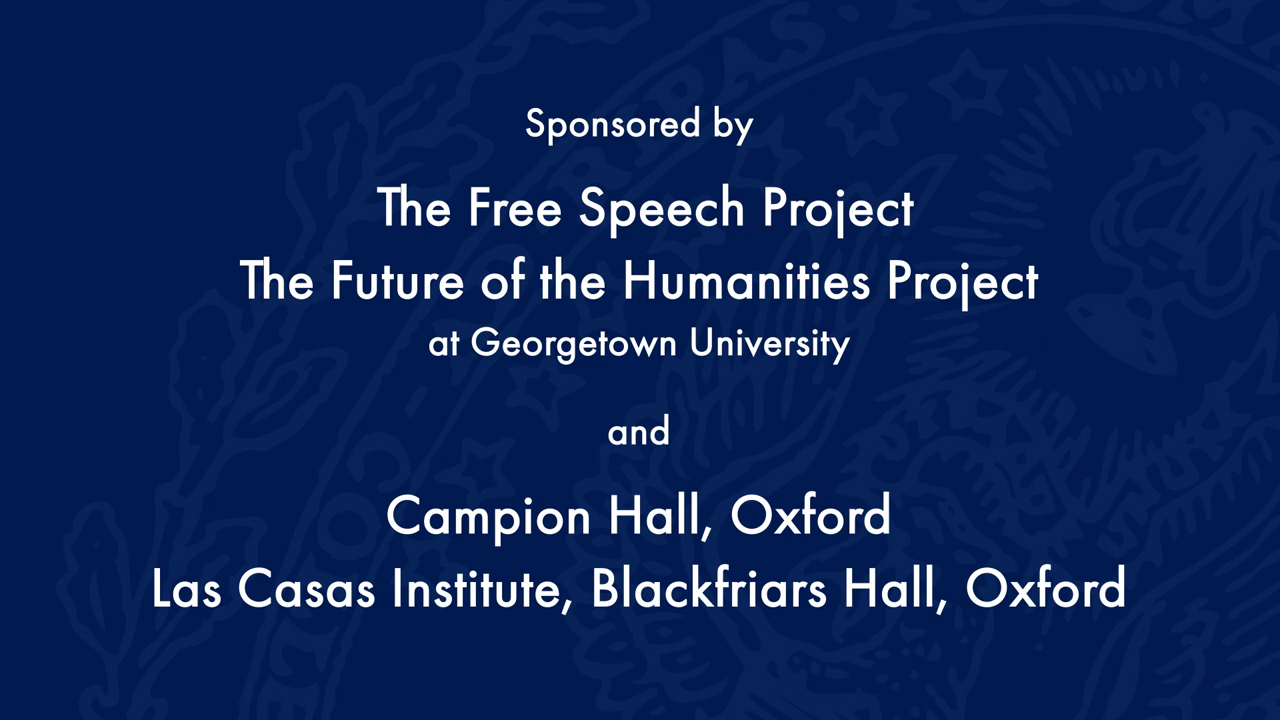 Sponsored by
The Free Speech Project
The Future of the Humanities Project
at Georgetown University
and
Campion Hall, Oxford
Las Casas Institute, Blackfriars Hall, Oxford